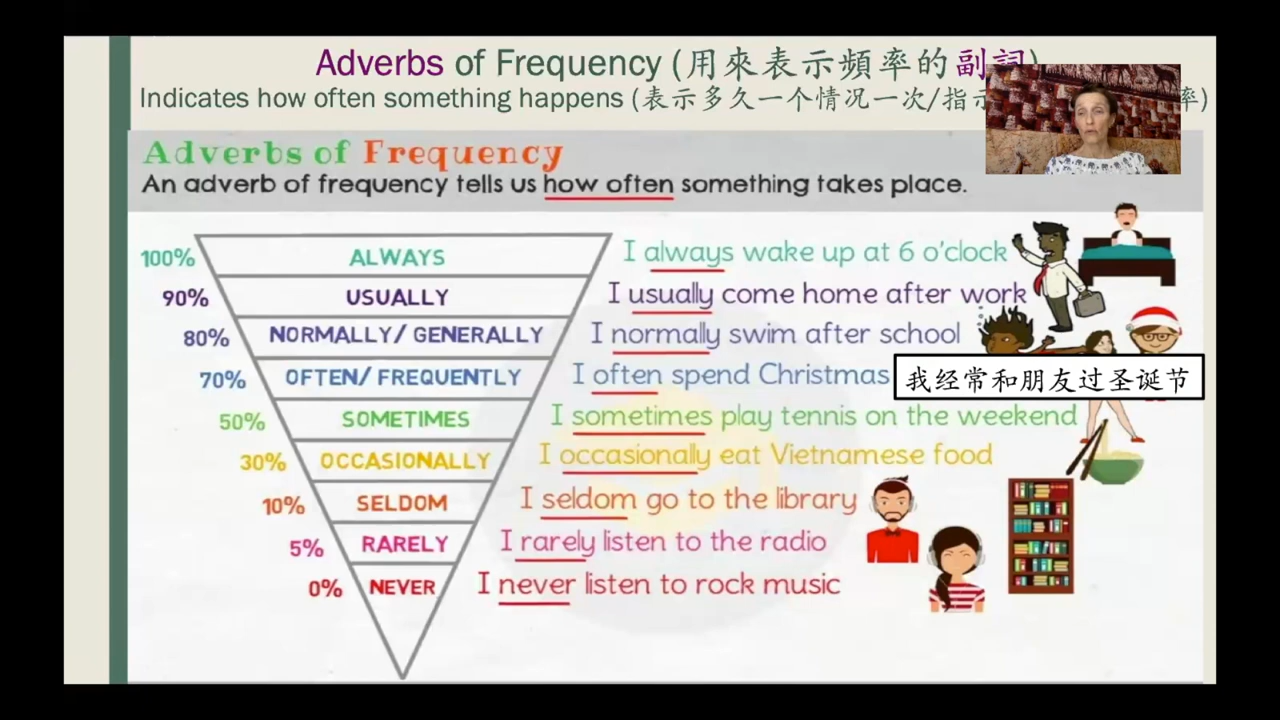 Adverbs of Frequency (用來表示頻率的副詞)
Indicates how often something happens (表示多久一个情况一次/指示 率)
Adverbs of Frequency
An adverb of frequency tells us how often something takes place.
100% ALWAYS I always wake up at 6 o'clock
90% USUALLY I usually come home after work
80% NORMALLY/ GENERALLY I normally swim after school
70% OFTEN/ FREQUENTLY I often spend Christmas 我经常和朋友过圣诞节
50% SOMETIMES I sometimes play tennis on the weekend
30% OCCASIONALLY I occasionally eat Vietnamese food
10% SELDOM I seldom go to the library
5% RARELY I rarely listen to the radio
0% NEVER I never listen to rock music